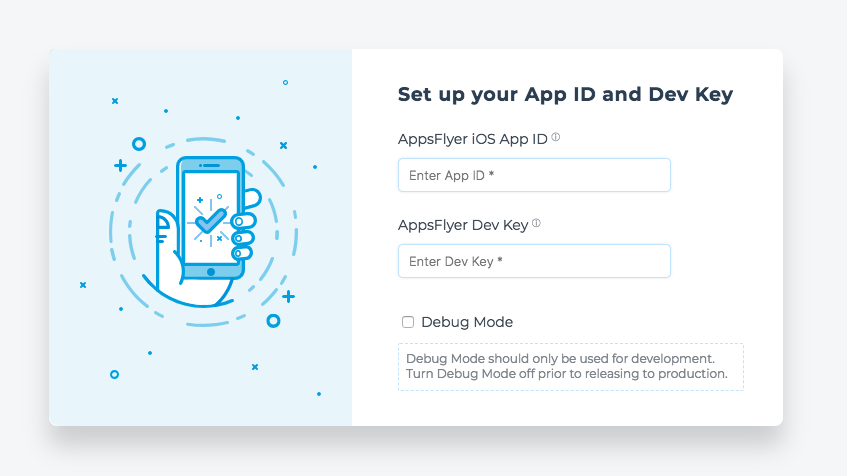 Set up your App ID and Dev Key
AppsFlyer iOS App ID ⓘ
Enter App ID *
AppsFlyer Dev Key ⓘ
Enter Dev Key *
Debug Mode
Debug Mode should only be used for development.
Turn Debug Mode off prior to releasing to production.